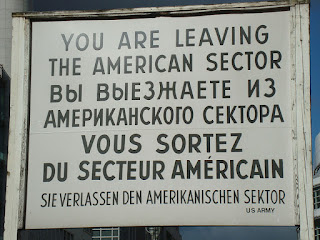 YOU ARE LEAVING
THE AMERICAN SECTOR
ВЫ ВЫЕЗЖАЕТЕ ИЗ
АМЕРИКАНСКОГО СЕКТОРА
VOUS SORTEZ
DU SECTEUR AMÉRICAIN
SIE VERLASSEN DEN AMERIKANISCHEN SEKTOR
US ARMY